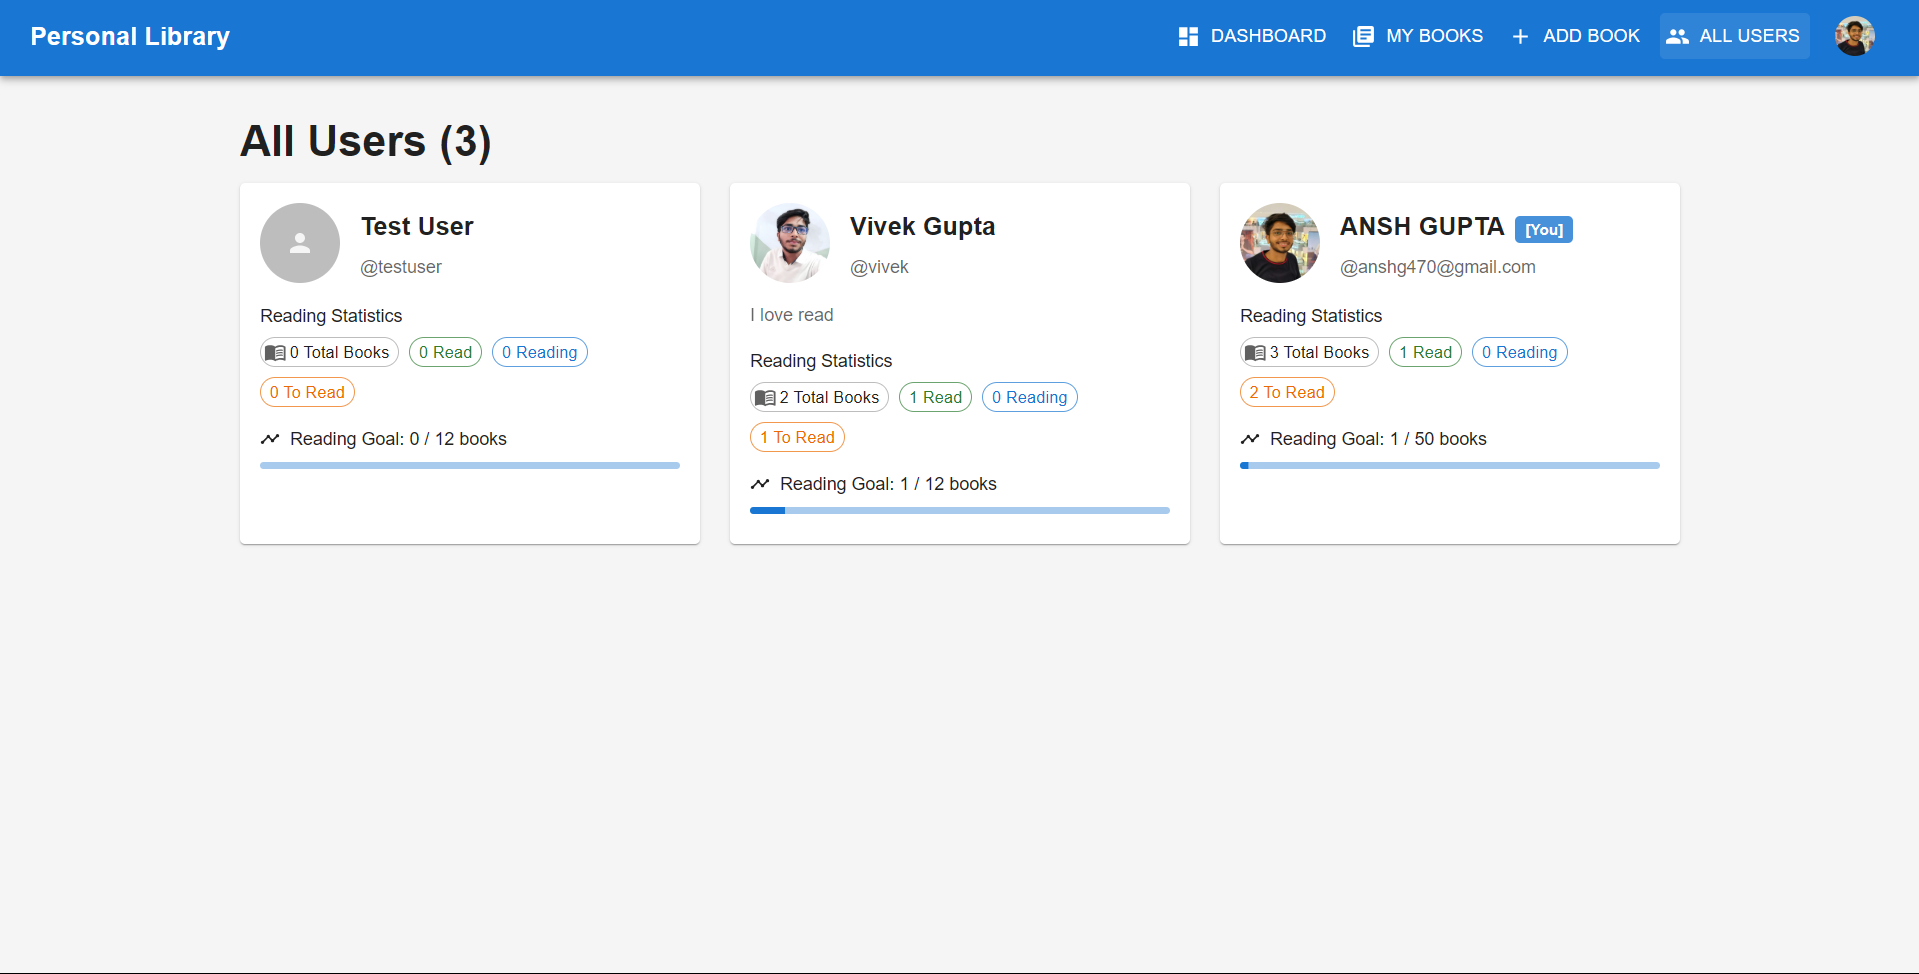 Personal Library
DASHBOARD
MY BOOKS
ADD BOOK
ALL USERS
All Users (3)
Test User
@testuser
Reading Statistics
0 Total Books
0 Read
0 Reading
0 To Read
Reading Goal: 0 / 12 books
Vivek Gupta
@vivek
I love read
Reading Statistics
2 Total Books
1 Read
0 Reading
1 To Read
Reading Goal: 1 / 12 books
ANSH GUPTA [You]
@anshg470@gmail.com
Reading Statistics
3 Total Books
1 Read
0 Reading
2 To Read
Reading Goal: 1 / 50 books